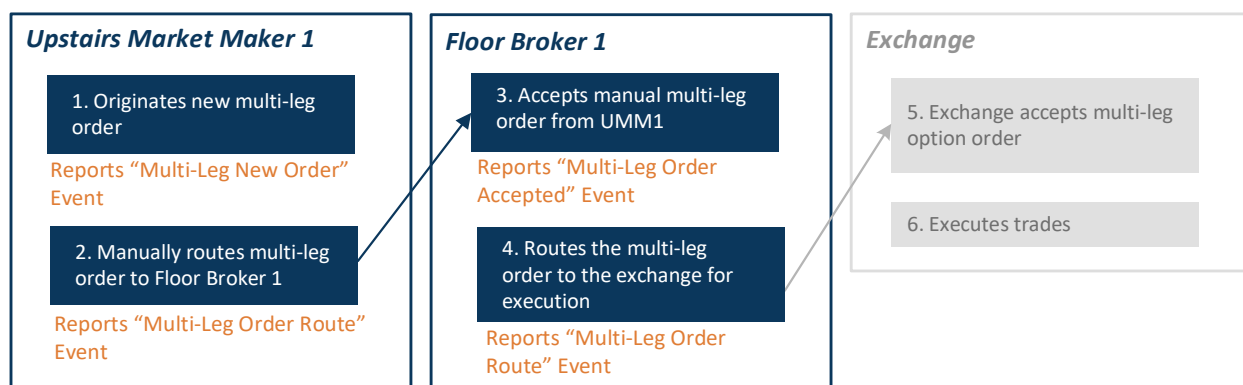 Upstairs Market Maker 1
1. Originates new multi-leg
order
Reports “Multi-Leg New Order”
Event
2. Manually routes multi-leg
order to Floor Broker 1
Reports “Multi-Leg Order Route”
Event
Floor Broker 1
3. Accepts manual multi-leg
order from UMM1
Reports “Multi-Leg Order
Accepted” Event
4. Routes the multi-leg
order to the exchange for
execution
Reports “Multi-Leg Order
Route” Event
Exchange
5. Exchange accepts multi-leg
option order
6. Executes trades